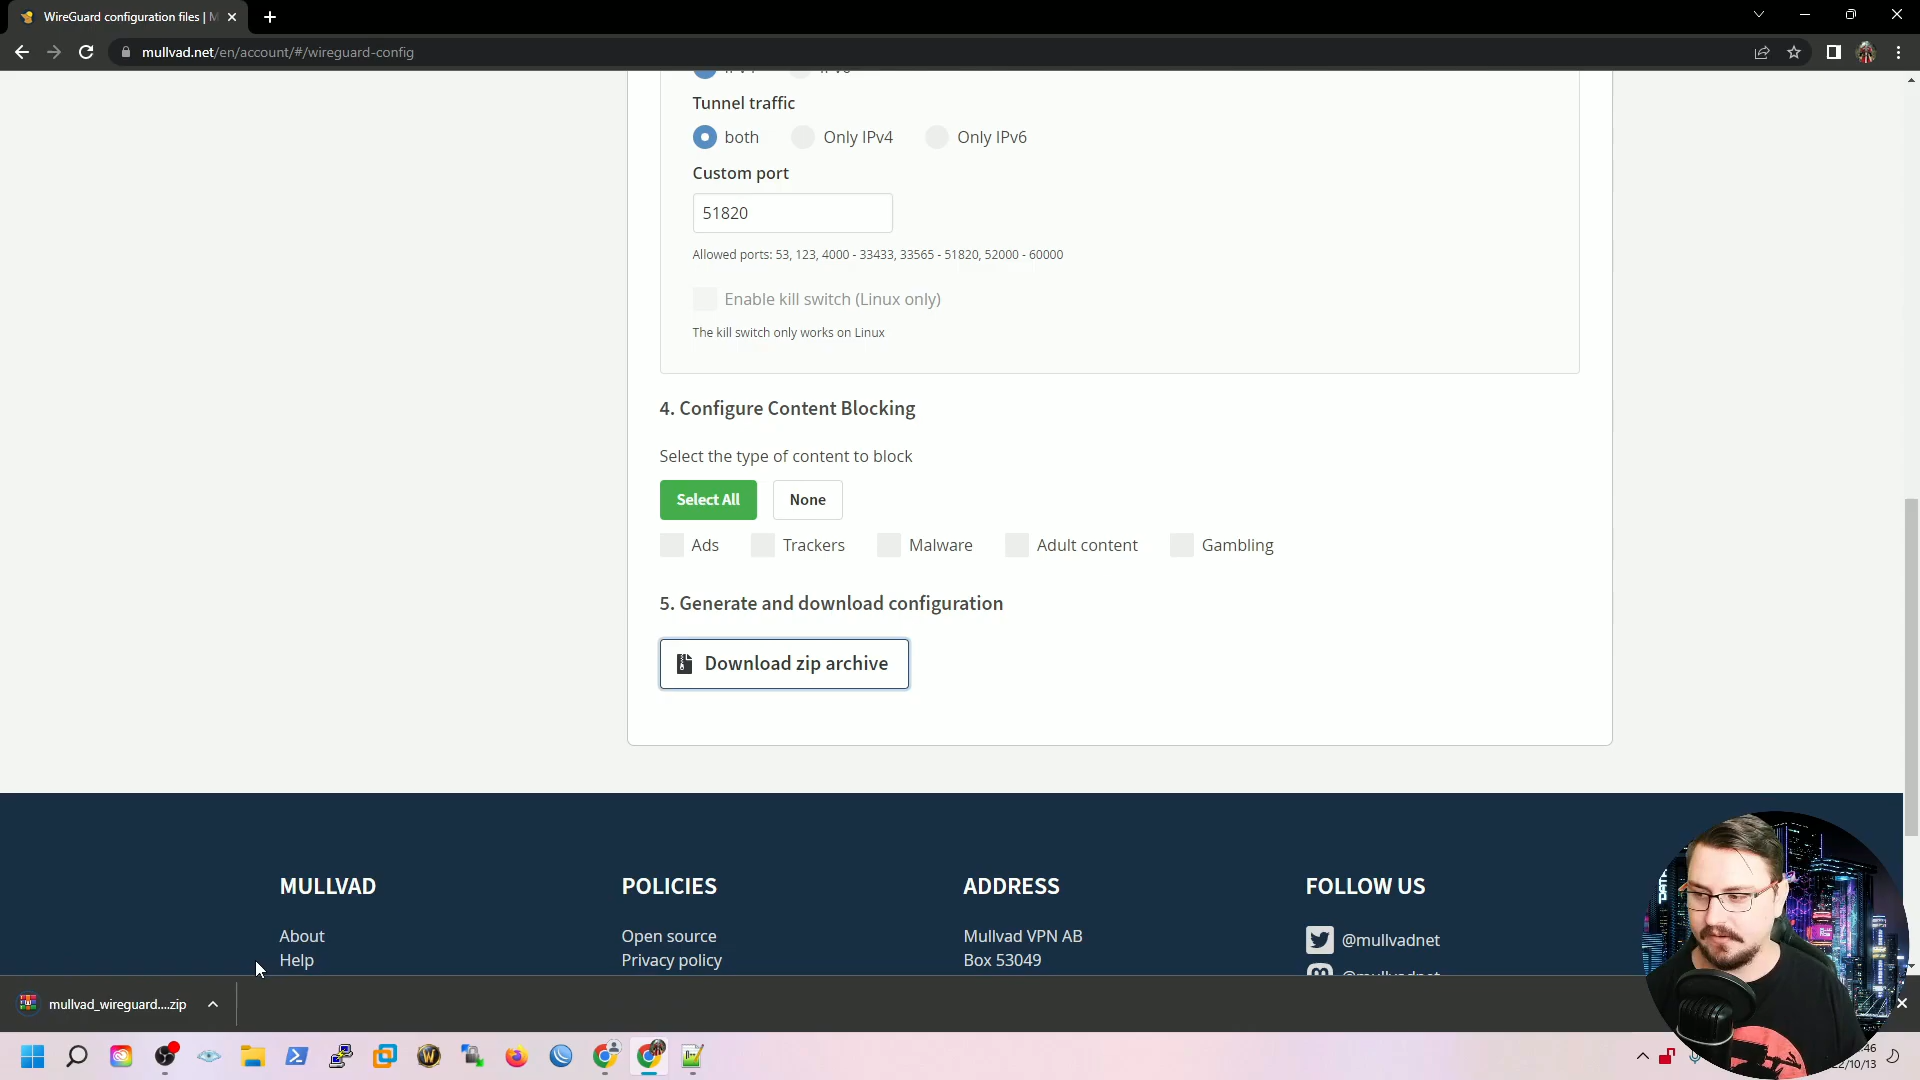 WireGuard configuration files | M
mullvad.net/en/account/#/wireguard-config
Tunnel traffic
both Only IPv4 Only IPv6
Custom port
51820
Allowed ports: 53, 123, 4000 - 33433, 33565 - 51820, 52000 - 60000
Enable kill switch (Linux only)
The kill switch only works on Linux
4. Configure Content Blocking
Select the type of content to block
Select All None
Ads Trackers Malware Adult content Gambling
5. Generate and download configuration
Download zip archive
MULLVAD POLICIES ADDRESS FOLLOW US
About Open source Mullvad VPN AB @mullvadnet
Help Privacy policy Box 53049
mullvad_wireguard....zip